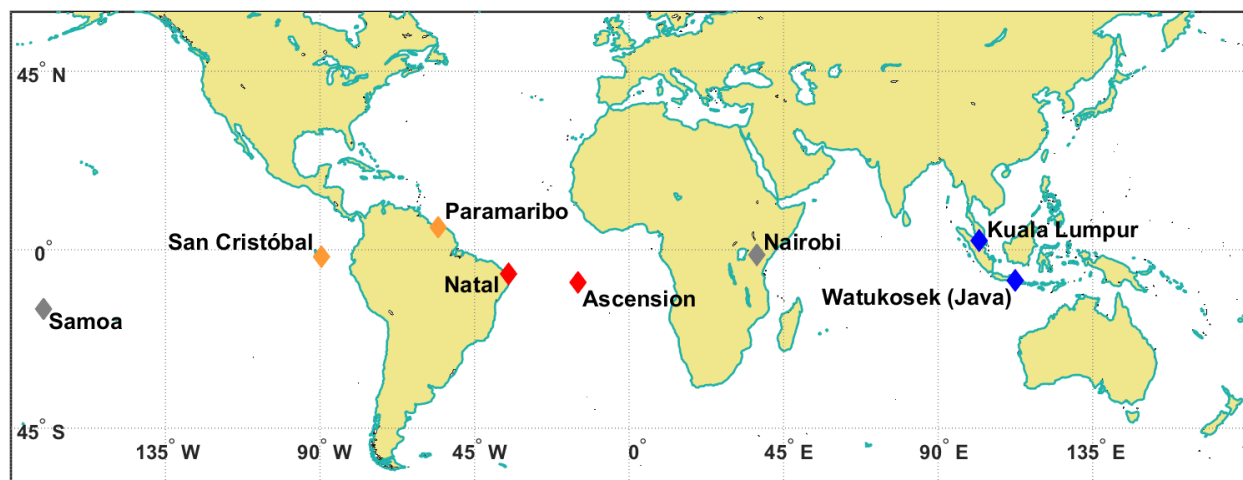 45° N
Paramaribo
San Cristóbal
Nairobi
Kuala Lumpur
0°
Natal
Ascension
Watukosek (Java)
Samoa
45° S
135° W
90° W
45° W
0
45° E
90° E
135° E